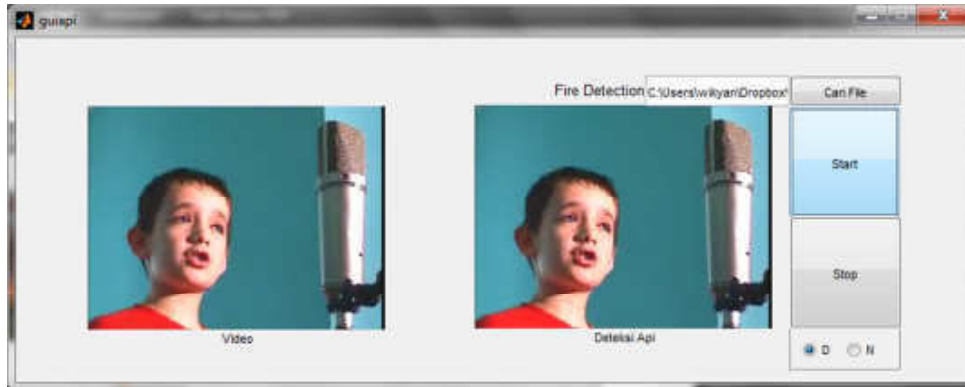 guiapi
Fire Detection C:\Users\wikyan\Dropbox\ Cari File
Start
Stop
Video
Deteksi Api
D N